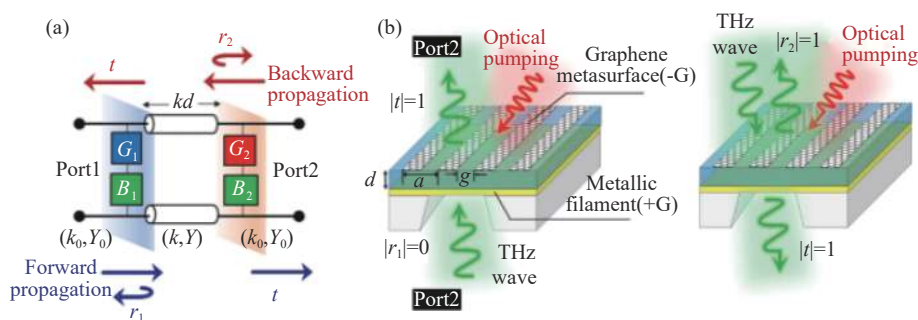 (a)
r₂
t
kd
Backward
propagation
G₁
G₂
Port1
Port2
B₁
B₂
(k₀,Y₀)
(k,Y)
(k₀,Y₀)
Forward
propagation
r₁
t
(b)
Port2
Optical
pumping
Graphene
metasurface(-G)
|t|=1
d
a
g
Metallic
filament(+G)
|r₁|=0
THz
wave
Port2
THz
wave
|r₂|=1
Optical
pumping
|t|=1